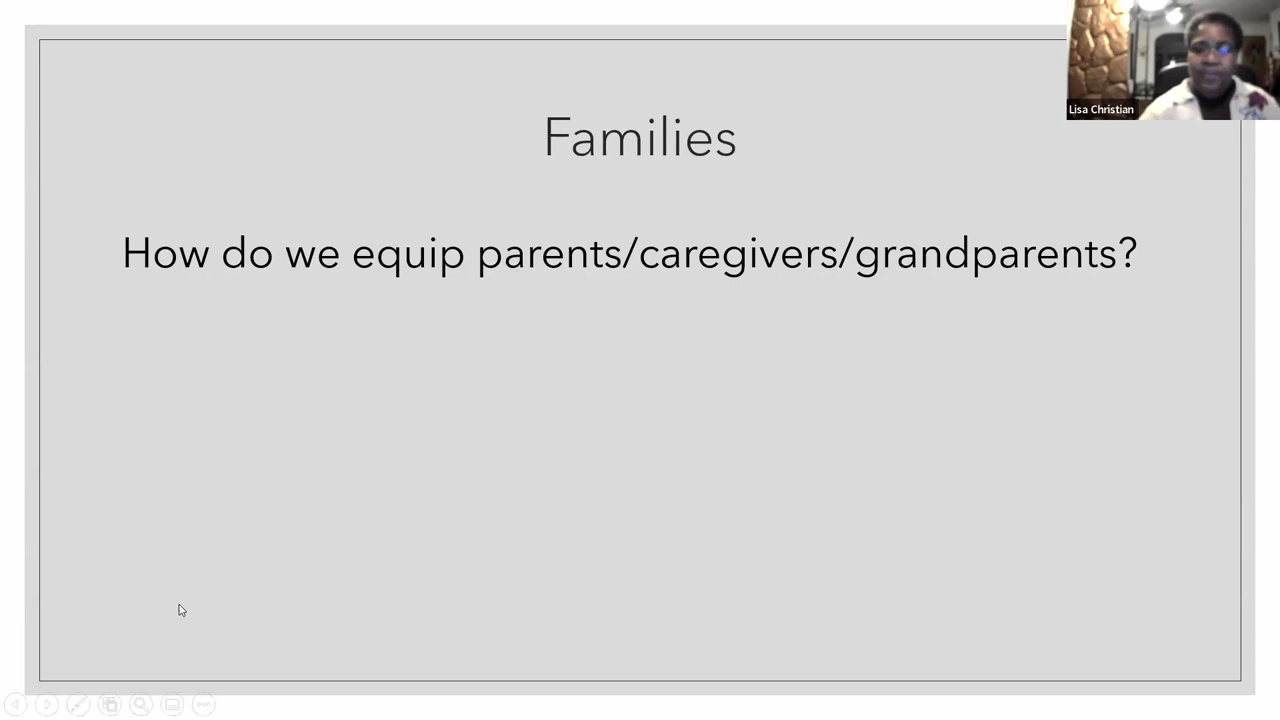 Lisa Christian
Families
How do we equip parents/caregivers/grandparents?